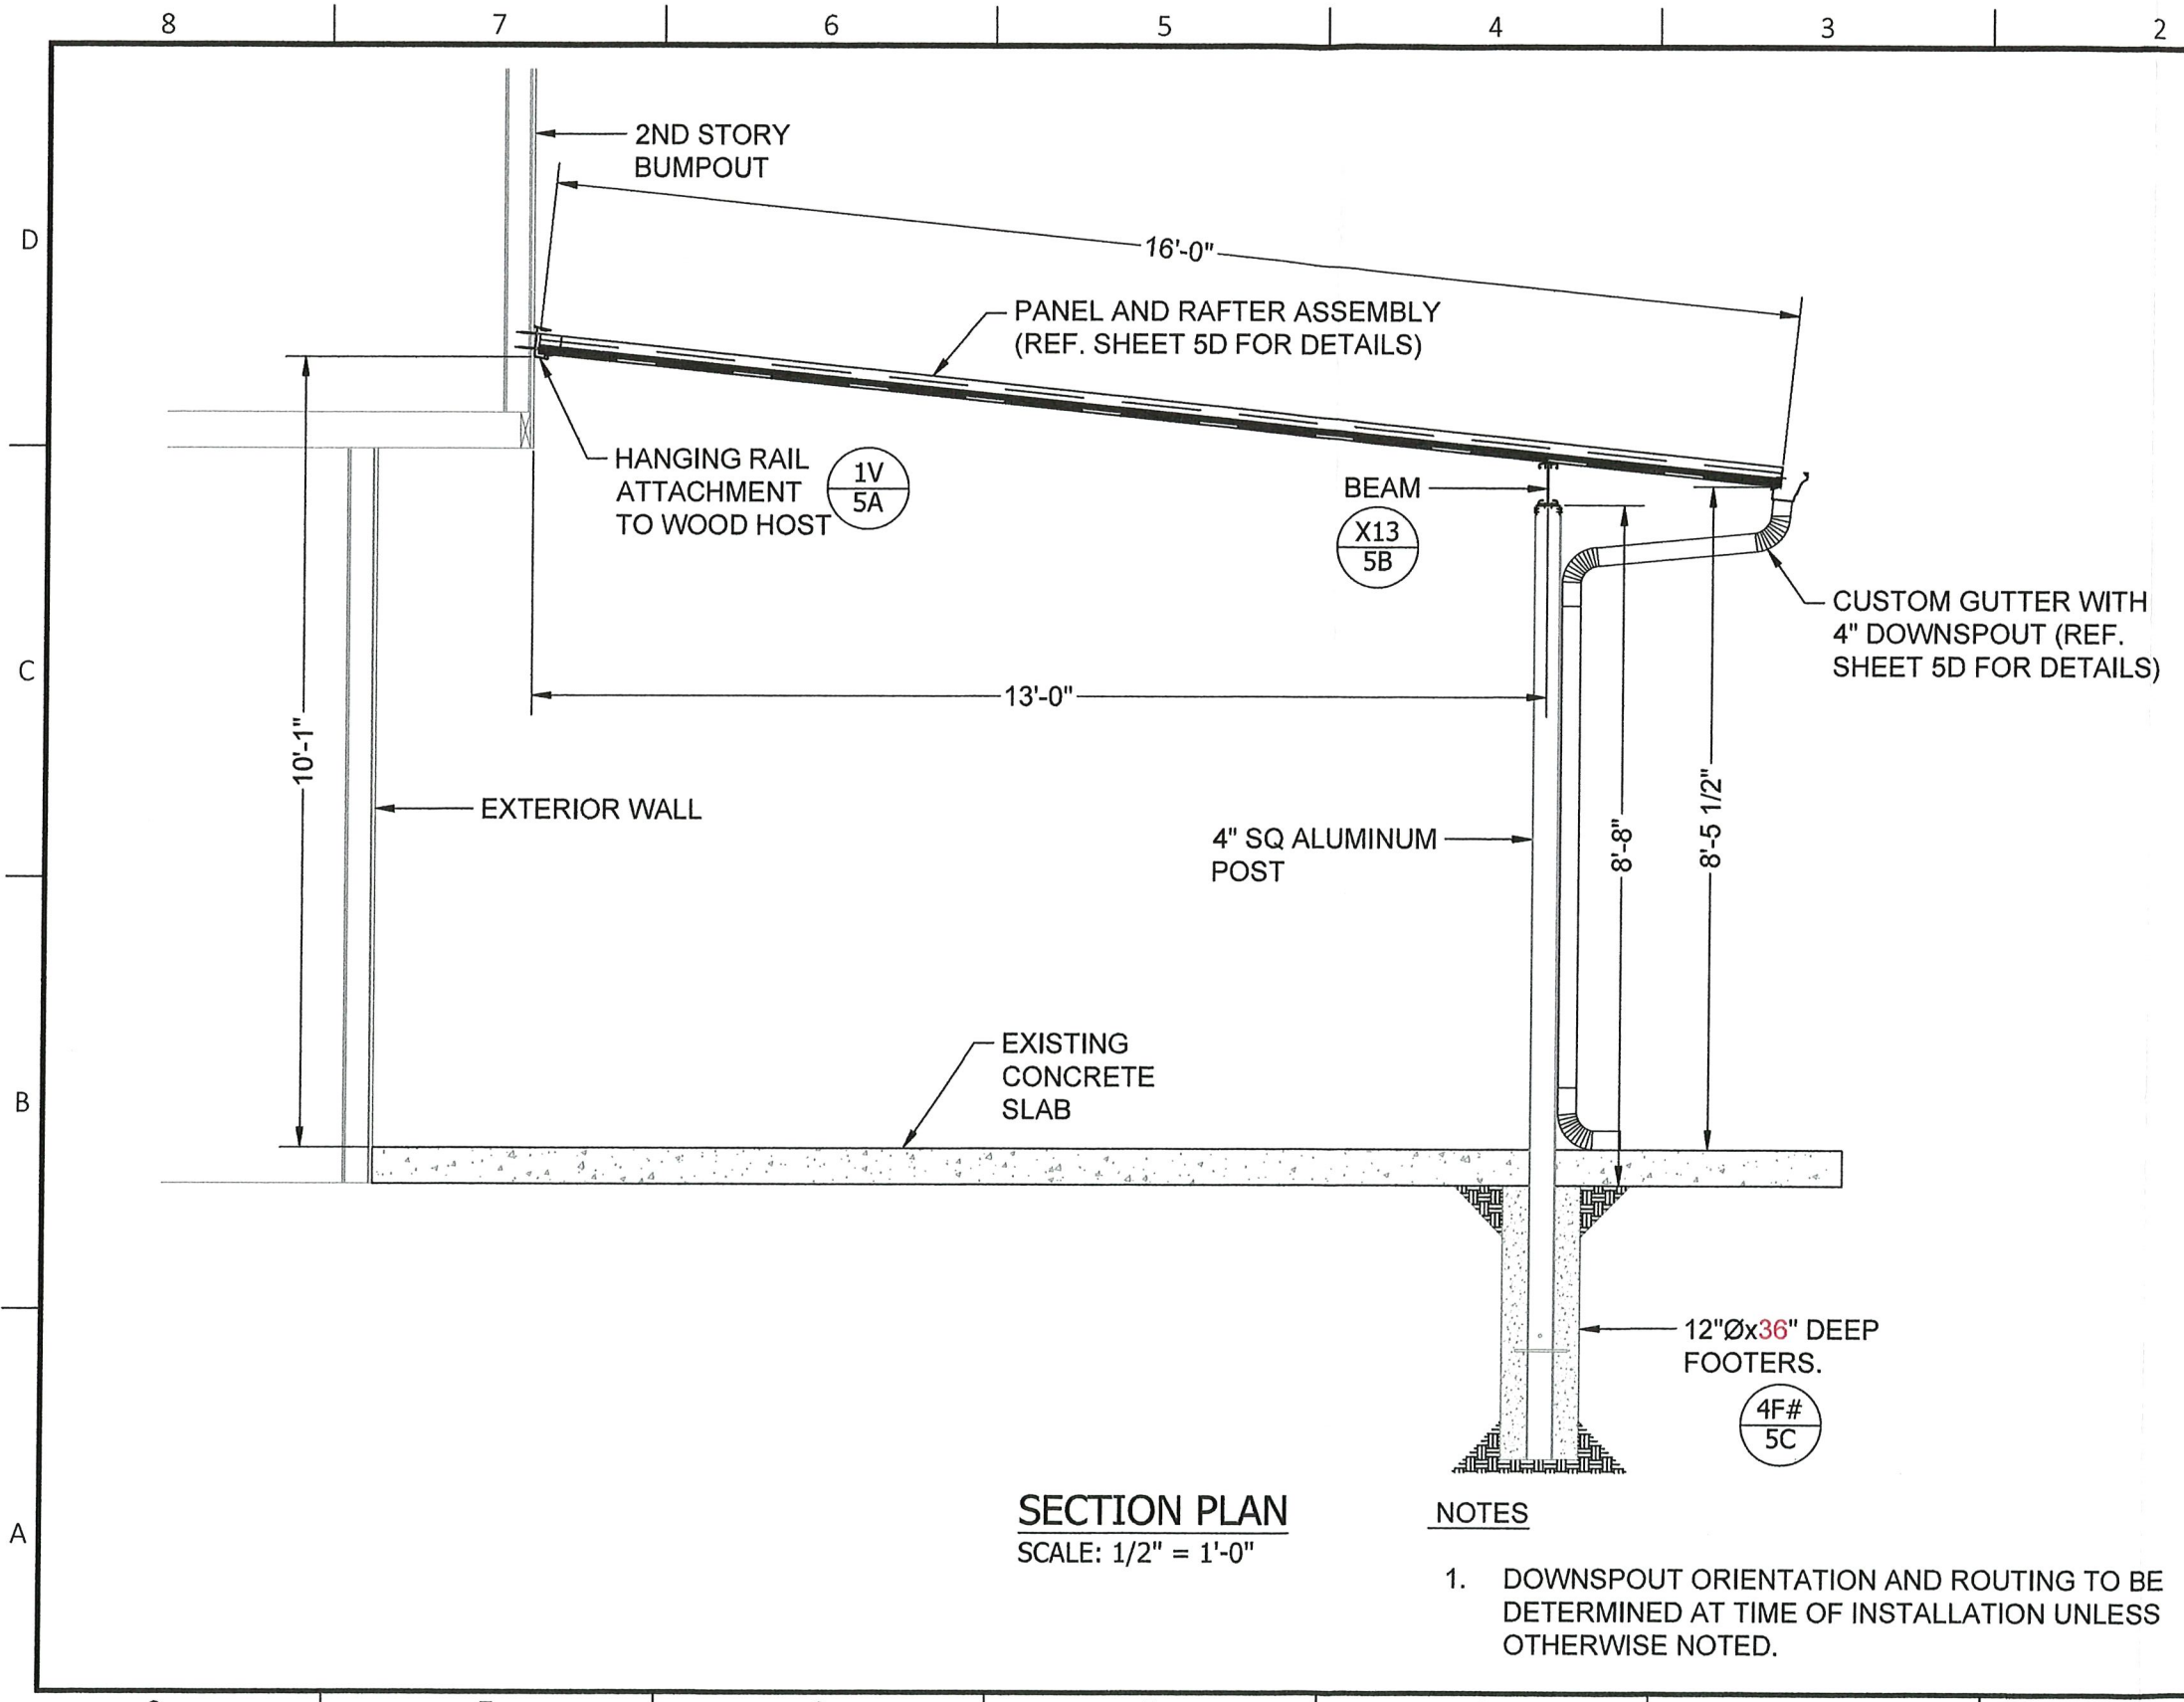 8 7 6 5 4 3 2
2ND STORY
BUMPOUT
D
16'-0"
PANEL AND RAFTER ASSEMBLY
(REF. SHEET 5D FOR DETAILS)
HANGING RAIL
ATTACHMENT
TO WOOD HOST
1V
5A
BEAM
X13
5B
CUSTOM GUTTER WITH
4" DOWNSPOUT (REF.
SHEET 5D FOR DETAILS)
C
13'-0"
10'-1"
EXTERIOR WALL
4" SQ ALUMINUM
POST
8'-8"
8'-5 1/2"
EXISTING
CONCRETE
SLAB
B
12"Øx36" DEEP
FOOTERS.
4F#
5C
A
SECTION PLAN
SCALE: 1/2" = 1'-0"
NOTES
1. DOWNSPOUT ORIENTATION AND ROUTING TO BE
DETERMINED AT TIME OF INSTALLATION UNLESS
OTHERWISE NOTED.